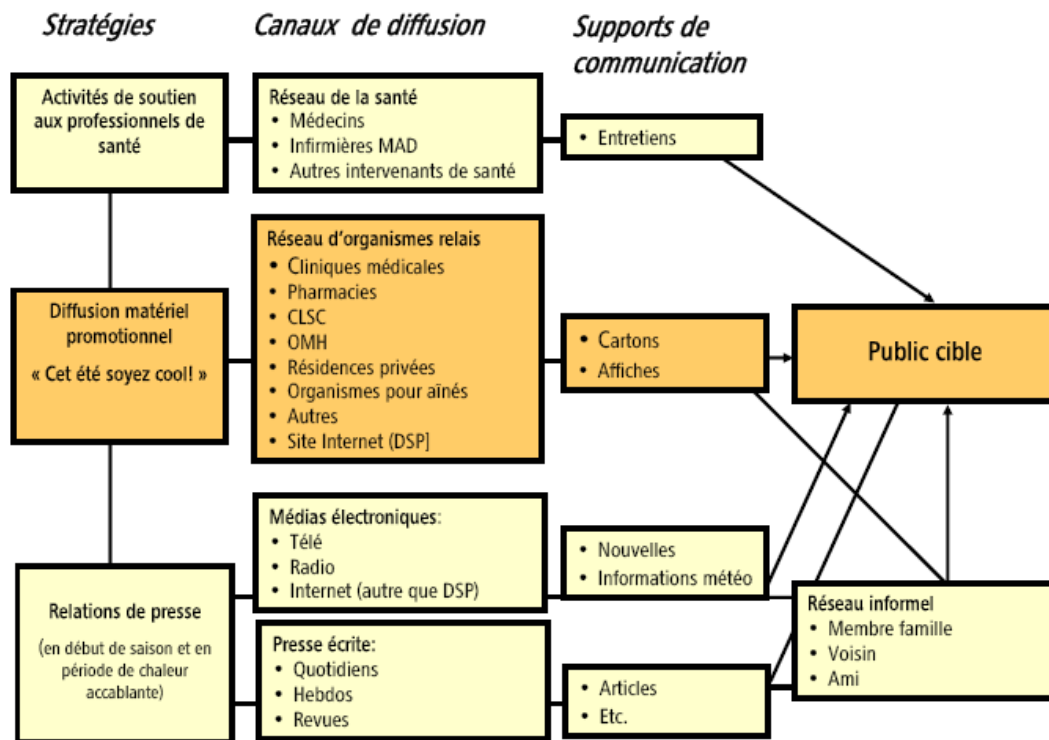 Stratégies
Canaux de diffusion
Supports de
communication
Activités de soutien
aux professionnels de
santé
Réseau de la santé
• Médecins
• Infirmières MAD
• Autres intervenants de santé
• Entretiens
Diffusion matériel
promotionnel
« Cet été soyez cool! »
Réseau d'organismes relais
• Cliniques médicales
• Pharmacies
• CLSC
• OMH
• Résidences privées
• Organismes pour aînés
• Autres
• Site Internet (DSP]
• Cartons
• Affiches
Public cible
Relations de presse
(en début de saison et en
période de chaleur
accablante)
Médias électroniques:
• Télé
• Radio
• Internet (autre que DSP)
• Nouvelles
• Informations météo
Presse écrite:
• Quotidiens
• Hebdos
• Revues
• Articles
• Etc.
Réseau informel
• Membre famille
• Voisin
• Ami